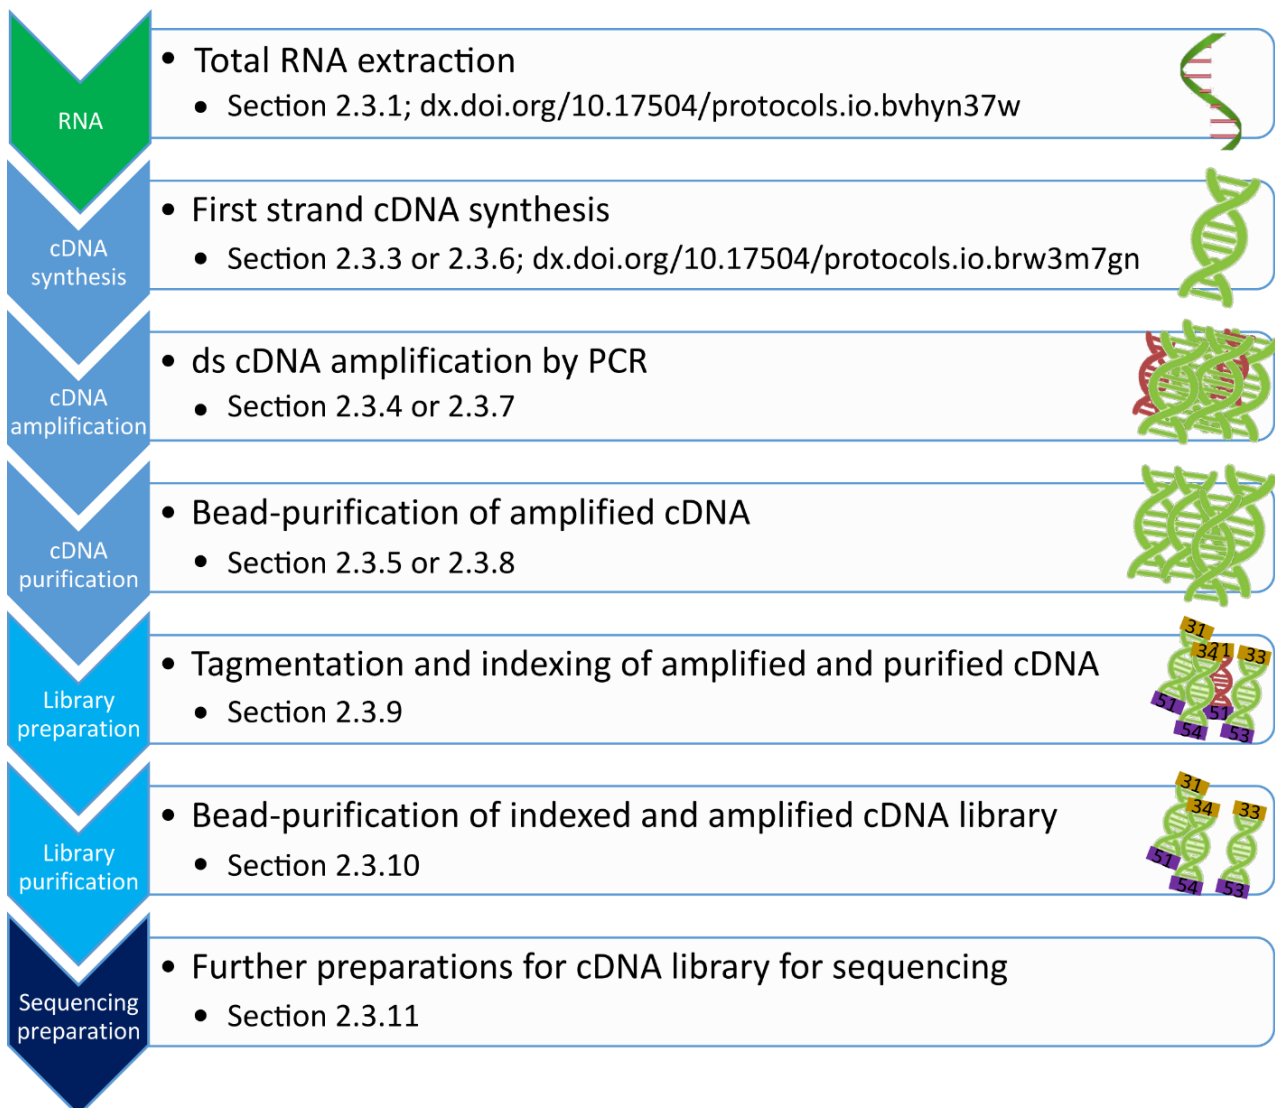 RNA
• Total RNA extraction
• Section 2.3.1; dx.doi.org/10.17504/protocols.io.bvhyn37w
cDNA
synthesis
• First strand cDNA synthesis
• Section 2.3.3 or 2.3.6; dx.doi.org/10.17504/protocols.io.brw3m7gn
cDNA
amplification
• ds cDNA amplification by PCR
• Section 2.3.4 or 2.3.7
cDNA
purification
• Bead-purification of amplified cDNA
• Section 2.3.5 or 2.3.8
Library
preparation
• Tagmentation and indexing of amplified and purified cDNA
• Section 2.3.9
31
34
33
51
51
54
53
Library
purification
• Bead-purification of indexed and amplified cDNA library
• Section 2.3.10
31
34
33
51
54
53
Sequencing
preparation
• Further preparations for cDNA library for sequencing
• Section 2.3.11